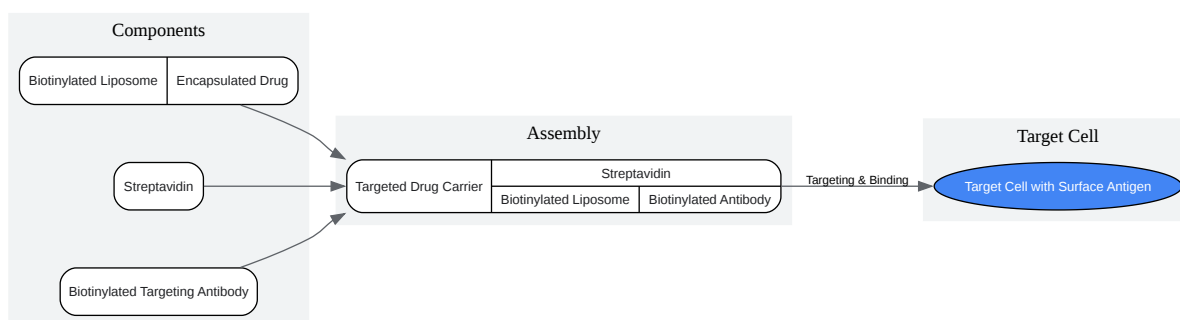 Components
Biotinylated Liposome
Encapsulated Drug
Streptavidin
Biotinylated Targeting Antibody
Assembly
Targeted Drug Carrier
Streptavidin
Biotinylated Liposome
Biotinylated Antibody
Targeting & Binding
Target Cell
Target Cell with Surface Antigen